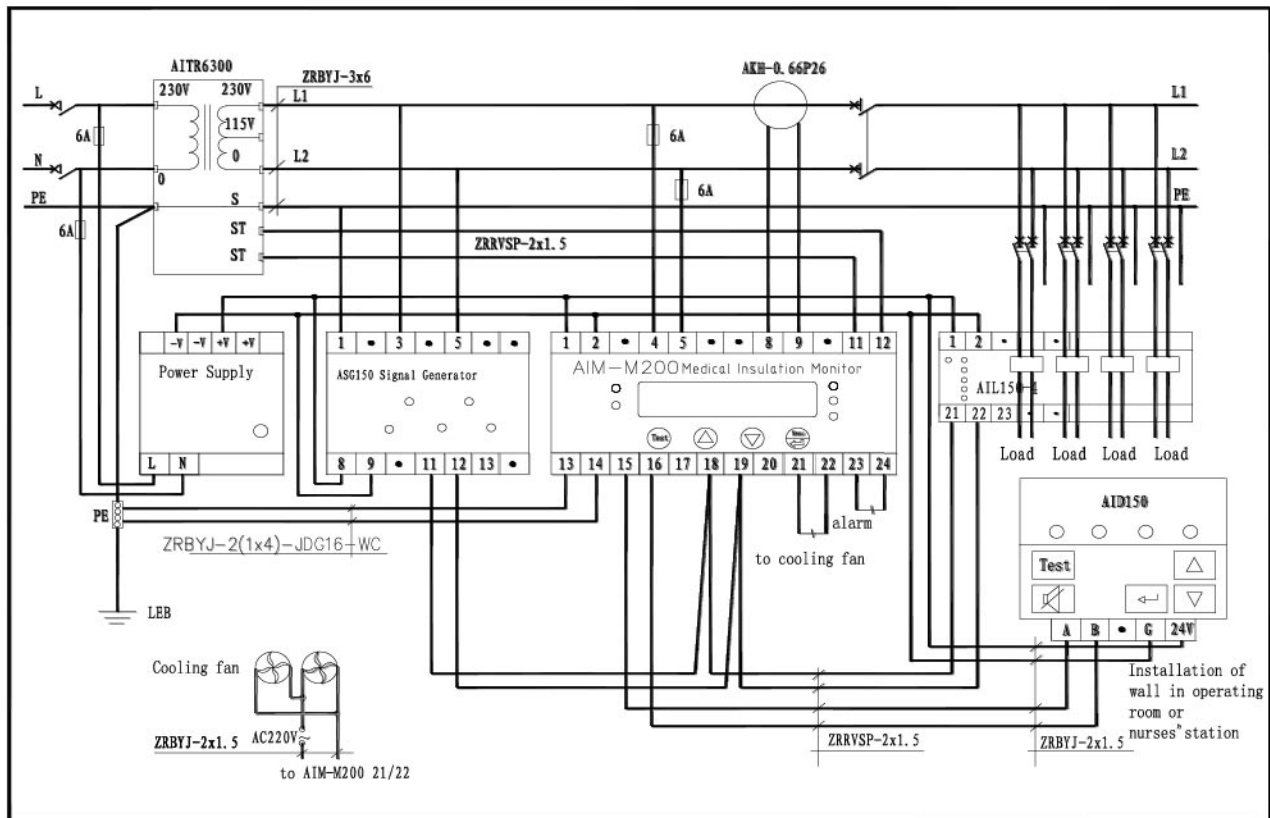 AITR6300
ZRBYJ-3x6
AKH-0.66P26
L
230V
230V
L1
L1
6A
115V
6A
N
0
L2
L2
0
PE
S
6A
PE
6A
ST
ZRRVSP-2x1.5
ST
-V -V +V +V
Power Supply
L N
1 • 3 • 5 • •
ASG150 Signal Generator
8 9 • 11 12 13 •
1 2 • 4 5 • • 8 9 • 11 12
AIM-M200 Medical Insulation Monitor
Test
13 14 15 16 17 18 19 20 21 22 23 24
1 2 • • •
AIL150-4
21 22 23 • •
Load Load Load Load
PE
ZRBYJ-2(1x4)-JDG16-WC
alarm
to cooling fan
AID150
Test
A B • G 24V
LEB
Cooling fan
AC220V ~
ZRBYJ-2x1.5
to AIM-M200 21/22
ZRRVSP-2x1.5
ZRBYJ-2x1.5
Installation of
wall in operating
room or
nurses' station